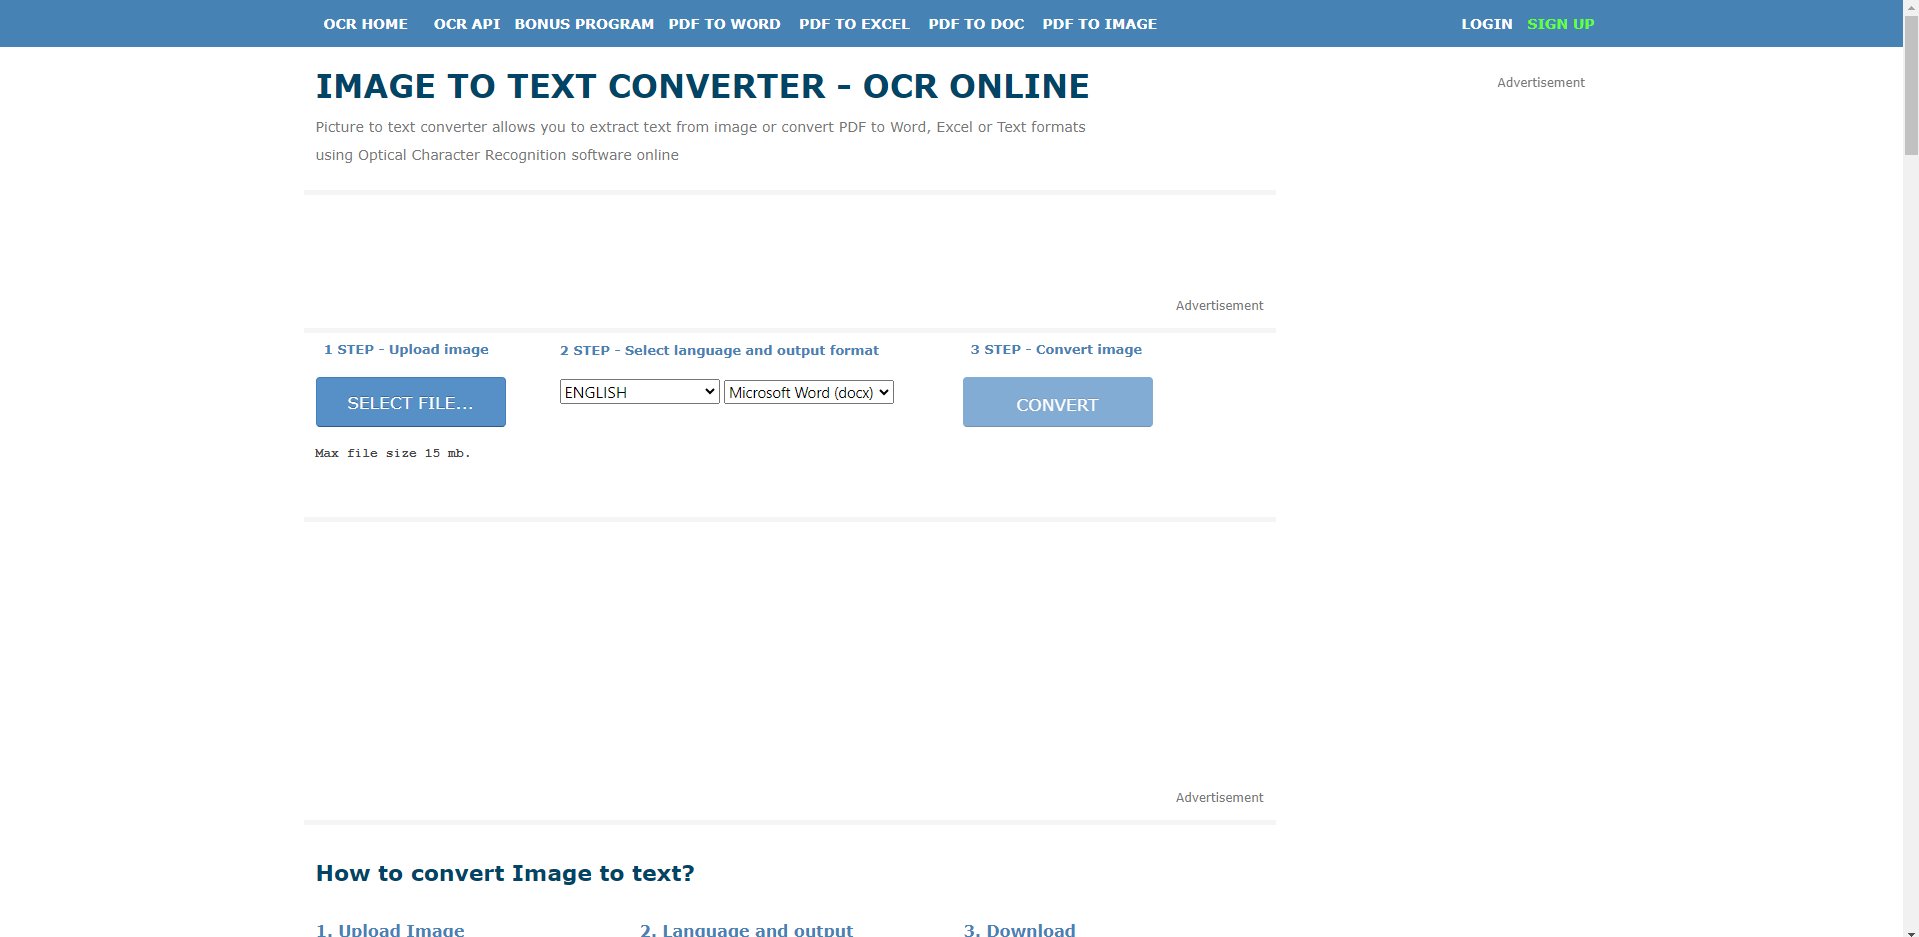 OCR HOME OCR API BONUS PROGRAM PDF TO WORD PDF TO EXCEL PDF TO DOC PDF TO IMAGE LOGIN SIGN UP
IMAGE TO TEXT CONVERTER - OCR ONLINE
Advertisement
Picture to text converter allows you to extract text from image or convert PDF to Word, Excel or Text formats
using Optical Character Recognition software online
Advertisement
1 STEP - Upload image 2 STEP - Select language and output format 3 STEP - Convert image
SELECT FILE... ENGLISH Microsoft Word (docx) CONVERT
Max file size 15 mb.
Advertisement
How to convert Image to text?
1. Upload Image 2. Language and output 3. Download